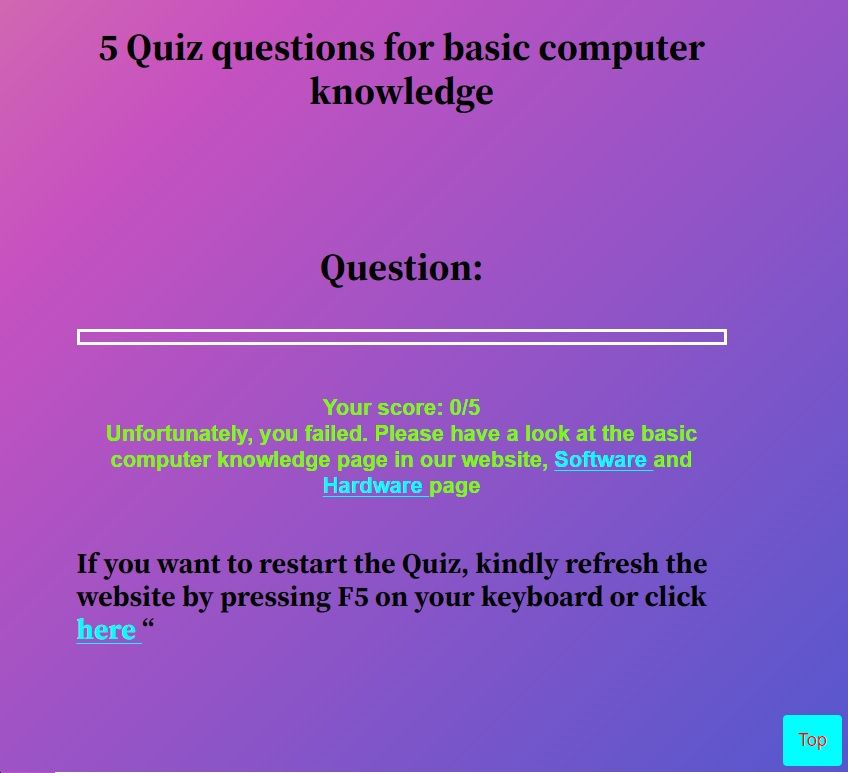 5 Quiz questions for basic computer
knowledge
Question:
Your score: 0/5
Unfortunately, you failed. Please have a look at the basic
computer knowledge page in our website, Software and
Hardware page
If you want to restart the Quiz, kindly refresh the
website by pressing F5 on your keyboard or click
here “
Top